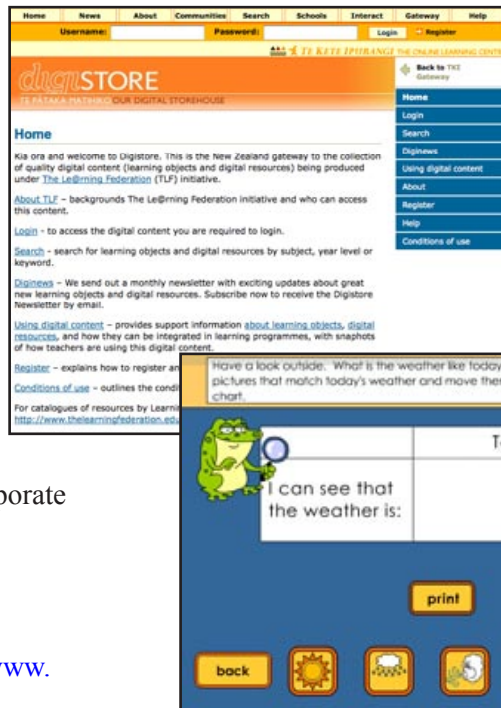 Home News About Communities Search Schools Interact Gateway Help
Username: Password: Login Register
TE KETE IPURANGI THE ONLINE LEARNING CENTRE
digiSTORE
TE PĀTAKA MATIHIKO OUR DIGITAL STOREHOUSE
Back to TKI
Gateway
Home
Login
Search
Diginews
Using digital content
About
Register
Help
Conditions of use
Home
Kia ora and welcome to Digistore. This is the New Zealand gateway to the collection
of quality digital content (learning objects and digital resources) being produced
under The Le@rning Federation (TLF) initiative.
About TLF – backgrounds The Le@rning Federation initiative and who can access
this content.
Login - to access the digital content you are required to login.
Search - search for learning objects and digital resources by subject, year level or
keyword.
Diginews – We send out a monthly newsletter with exciting updates about great
new learning objects and digital resources. Subscribe now to receive the Digistore
Newsletter by email.
Using digital content – provides support information about learning objects, digital
resources, and how they can be integrated in learning programmes, with snapshots
of how teachers are using this digital content.
Register – explains how to register an
Conditions of use – outlines the condi
For catalogues of resources by Learni
http://www.thelearningfederation.edu
Have a look outside. What is the weather like today
pictures that match today's weather and move the
chart.
I can see that
the weather is:
print
back
porate
www.